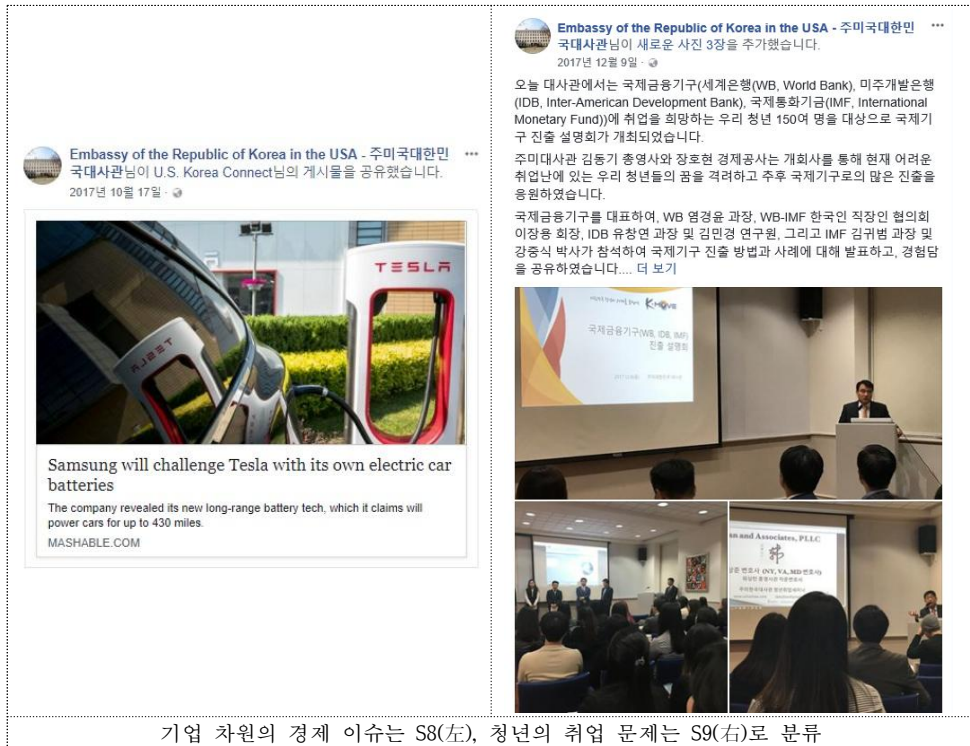 Embassy of the Republic of Korea in the USA - 주미국대한민
국대사관님이 U.S. Korea Connect님의 게시물을 공유했습니다.
2017년 10월 17일 ·
TESLA
TESLA
Samsung will challenge Tesla with its own electric car
batteries
The company revealed its new long-range battery tech, which it claims will
power cars for up to 430 miles.
MASHABLE.COM
Embassy of the Republic of Korea in the USA - 주미국대한민
국대사관님이 새로운 사진 3장을 추가했습니다.
2017년 12월 9일 ·
오늘 대사관에서는 국제금융기구(세계은행(WB, World Bank), 미주개발은행
(IDB, Inter-American Development Bank), 국제통화기금(IMF, International
Monetary Fund))에 취업을 희망하는 우리 청년 150여 명을 대상으로 국제기
구 진출 설명회가 개최되었습니다.
주미대사관 김동기 총영사와 장호현 경제공사는 개회사를 통해 현재 어려운
취업난에 있는 우리 청년들의 꿈을 격려하고 추후 국제기구로의 많은 진출을
응원하였습니다.
국제금융기구를 대표하여, WB 염경윤 과장, WB-IMF 한국인 직장인 협의회
이장용 회장, IDB 유창연 과장 및 김민경 연구원, 그리고 IMF 김귀범 과장 및
강중식 박사가 참석하여 국제기구 진출 방법과 사례에 대해 발표하고, 경험담
을 공유하였습니다.... 더 보기
K-MOVE
국제금융기구(WB, IDB, IMF)
진출 설명회
an and Associates, PLLC
변호사 (NY, VA, MD 변호사)
기업 차원의 경제 이슈는 S8(左), 청년의 취업 문제는 S9(右)로 분류